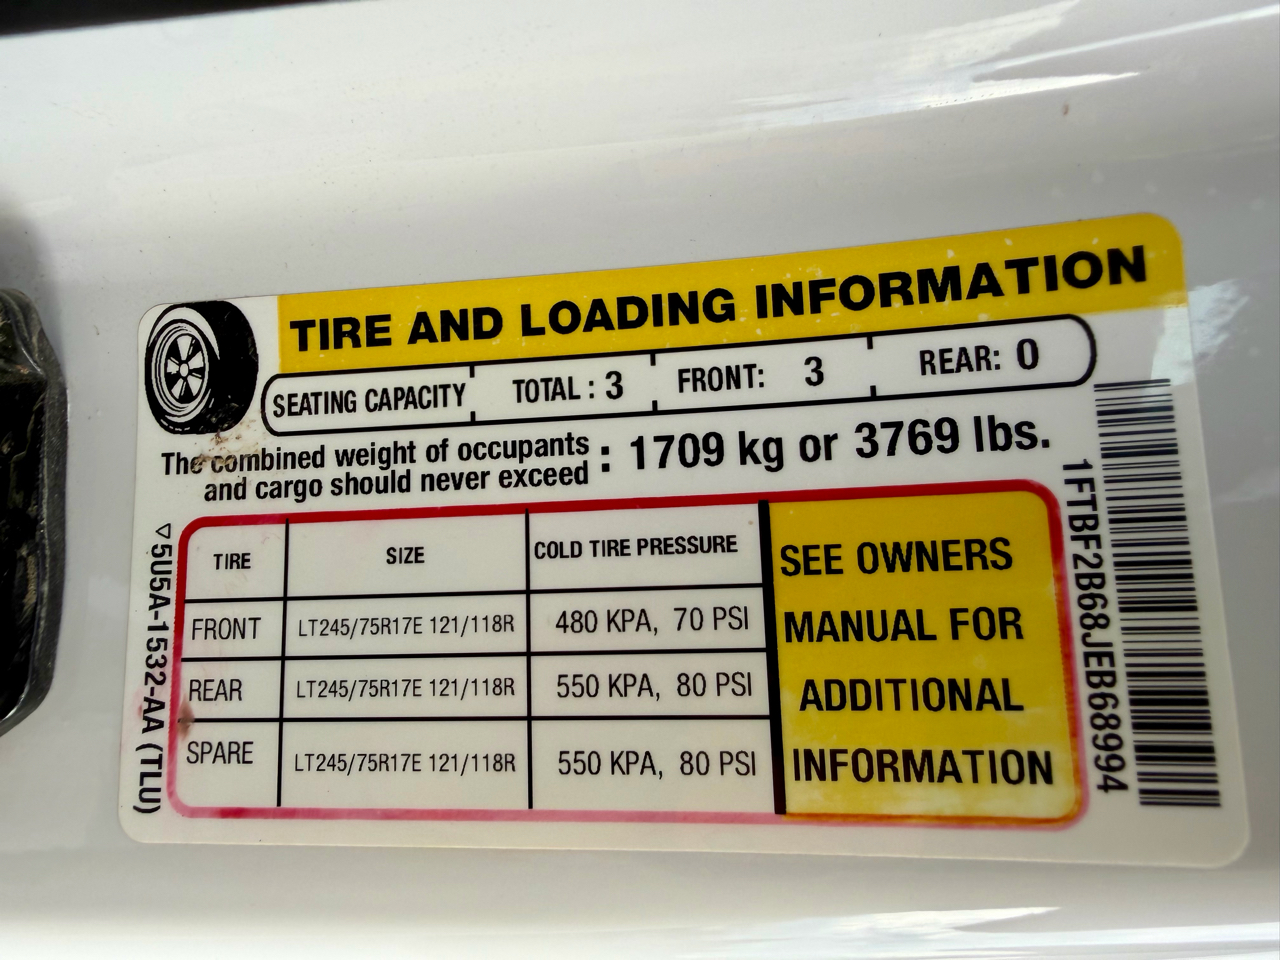 TIRE AND LOADING INFORMATION
SEATING CAPACITY TOTAL : 3 FRONT: 3 REAR: 0
The combined weight of occupants
and cargo should never exceed : 1709 kg or 3769 lbs.
TIRE SIZE COLD TIRE PRESSURE
FRONT LT245/75R17E 121/118R 480 KPA, 70 PSI
REAR LT245/75R17E 121/118R 550 KPA, 80 PSI
SPARE LT245/75R17E 121/118R 550 KPA, 80 PSI
SEE OWNERS
MANUAL FOR
ADDITIONAL
INFORMATION
▽5U5A-1532-AA (TLU)
1FTBF2B68JEB68994